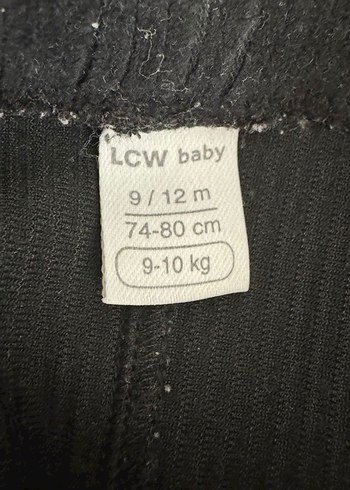 LCW baby
9 / 12 m
74-80 cm
9-10 kg